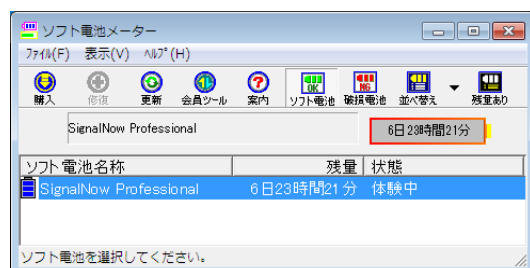 ソフト電池メーター
ファイル(F) 表示(V) ヘルプ(H)
購入 修復 更新 会員ツール 案内 OK ソフト電池 NG 破損電池 並べ替え 残量あり
SignalNow Professional 6日23時間21分
ソフト電池名称 残量 状態
SignalNow Professional 6日23時間21分 体験中
ソフト電池を選択してください。